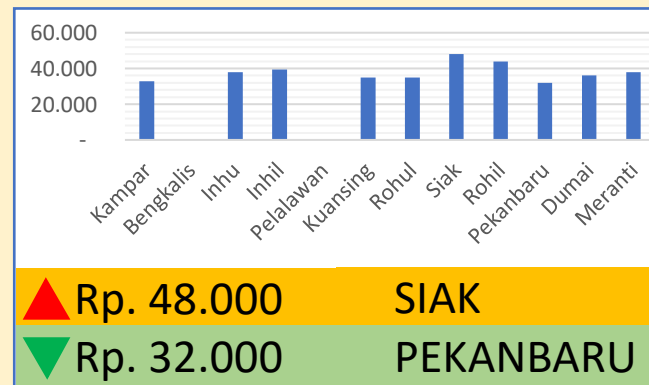 60.000
40.000
20.000
-
Kampar
Bengkalis
Inhu
Inhil
Pelalawan
Kuansing
Rohul
Siak
Rohil
Pekanbaru
Dumai
Meranti
Rp. 48.000 SIAK
Rp. 32.000 PEKANBARU